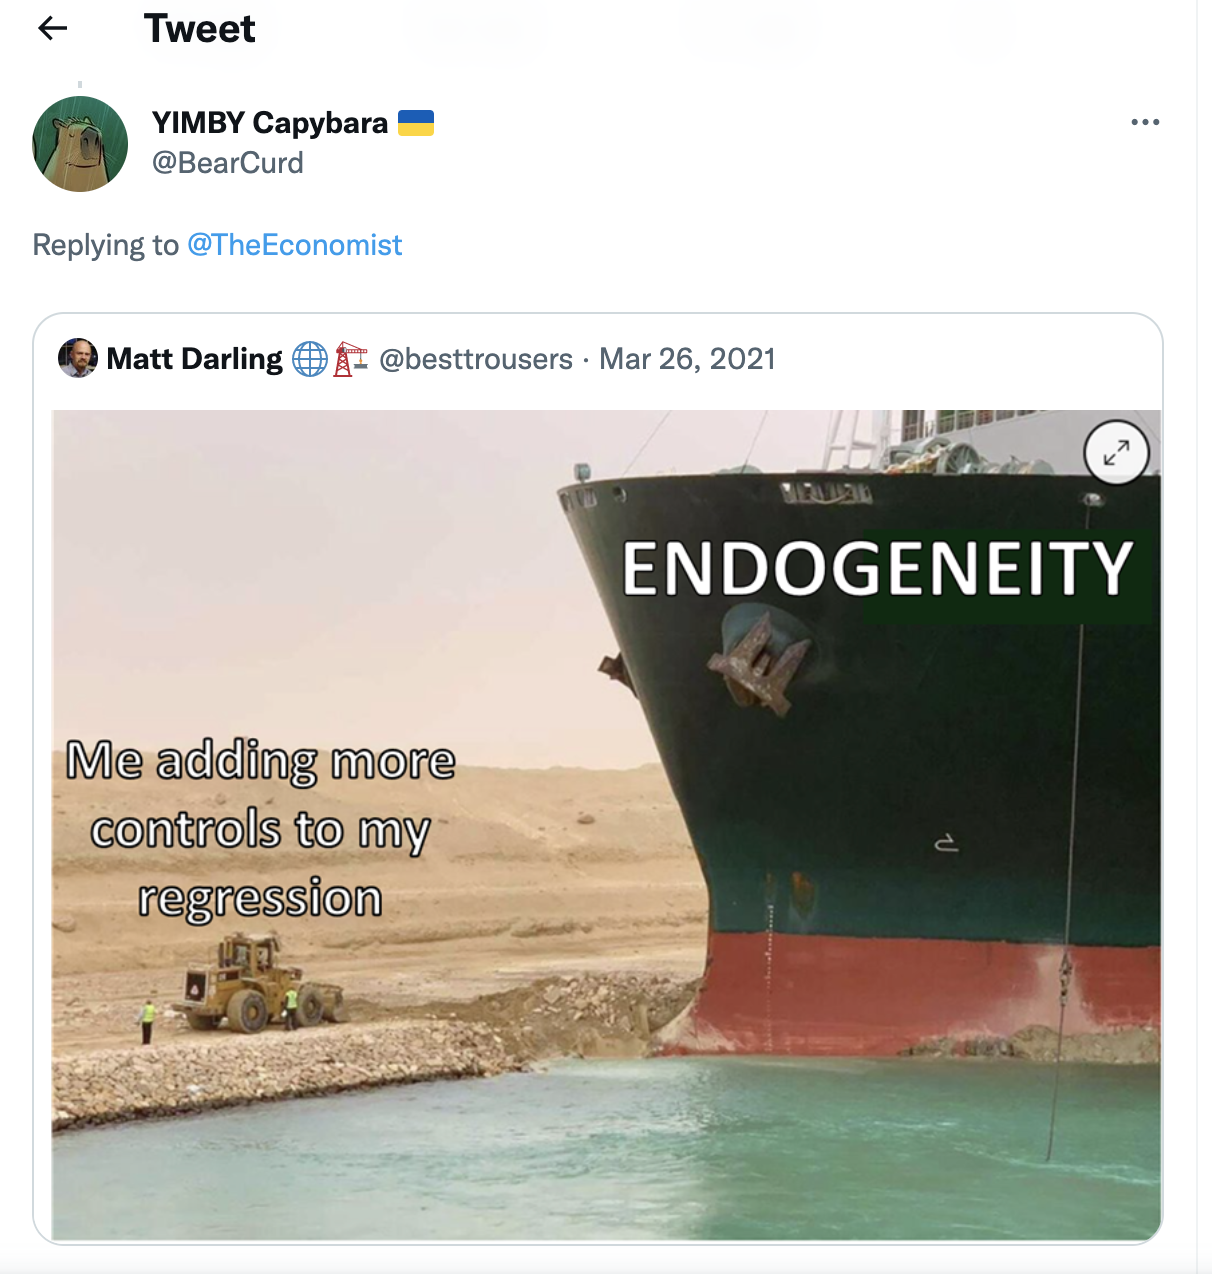 Tweet
YIMBY Capybara 🇺🇦
@BearCurd
Replying to @TheEconomist
Matt Darling 🌐🏗 @besttrousers · Mar 26, 2021
ENDOGENEITY
Me adding more
controls to my
regression